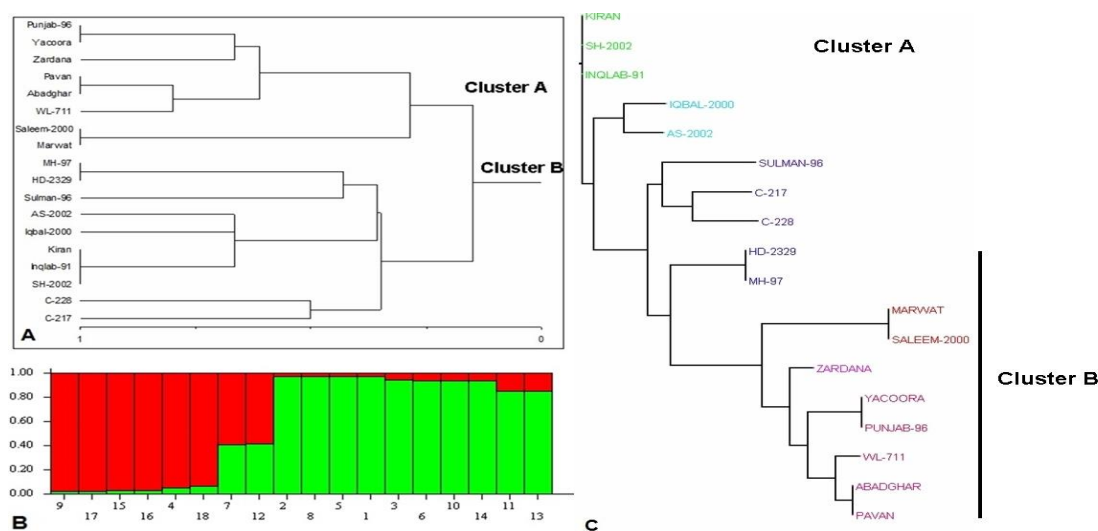 Punjab-96
Yacoora
Zardana
Pavan
Abadghar
WL-711
Saleem-2000
Marwat
MH-97
HD-2329
Sulman-96
AS-2002
Iqbal-2000
Kiran
Inqlab-91
SH-2002
C-228
C-217
Cluster A
Cluster B
A
1 0
1.00
0.80
0.60
0.40
0.20
0.00
9 17 15 16 4 18 7 12 2 8 5 1 3 6 10 14 11 13
B
KIRAN
SH-2002
INQLAB-91
Cluster A
IQBAL-2000
AS-2002
SULMAN-96
C-217
C-228
HD-2329
MH-97
MARWAT
SALEEM-2000
ZARDANA
Cluster B
YACOORA
PUNJAB-96
WL-711
ABADGHAR
PAVAN
C